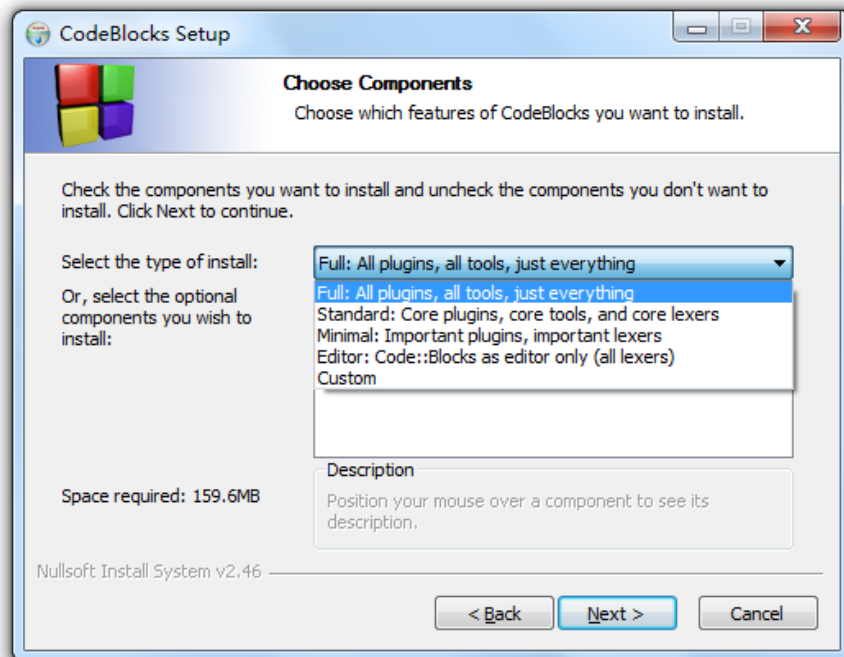 CodeBlocks Setup
Choose Components
Choose which features of CodeBlocks you want to install.
Check the components you want to install and uncheck the components you don't want to
install. Click Next to continue.
Select the type of install:
Full: All plugins, all tools, just everything
Or, select the optional
components you wish to
install:
Full: All plugins, all tools, just everything
Standard: Core plugins, core tools, and core lexers
Minimal: Important plugins, important lexers
Editor: Code::Blocks as editor only (all lexers)
Custom
Space required: 159.6MB
Description
Position your mouse over a component to see its
description.
Nullsoft Install System v2.46
< Back
Next >
Cancel